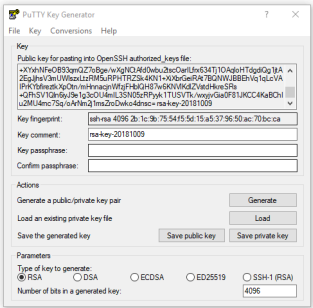 PuTTY Key Generator
File Key Conversions Help
Key
Public key for pasting into OpenSSH authorized_keys file:
Key fingerprint: ssh-rsa 4096 2b:1c:9b:75:54:f5:5d:15:a5:37:96:50:ac:70:bc:ca
Key comment: rsa-key-20181009
Key passphrase:
Confirm passphrase:
Actions
Generate a public/private key pair Generate
Load an existing private key file Load
Save the generated key Save public key Save private key
Parameters
Type of key to generate:
RSA DSA ECDSA ED25519 SSH-1 (RSA)
Number of bits in a generated key: 4096